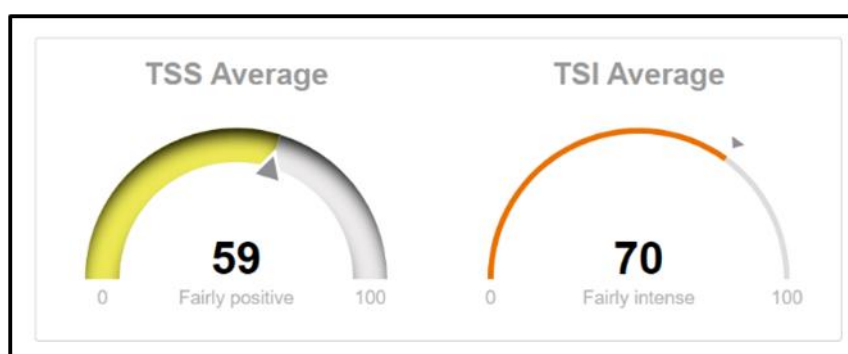 TSS Average
59
0 Fairly positive 100
TSI Average
70
0 Fairly intense 100